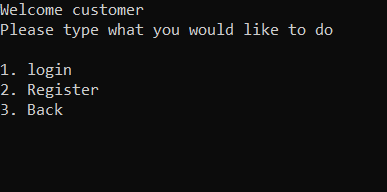 Welcome customer
Please type what you would like to do
1. login
2. Register
3. Back